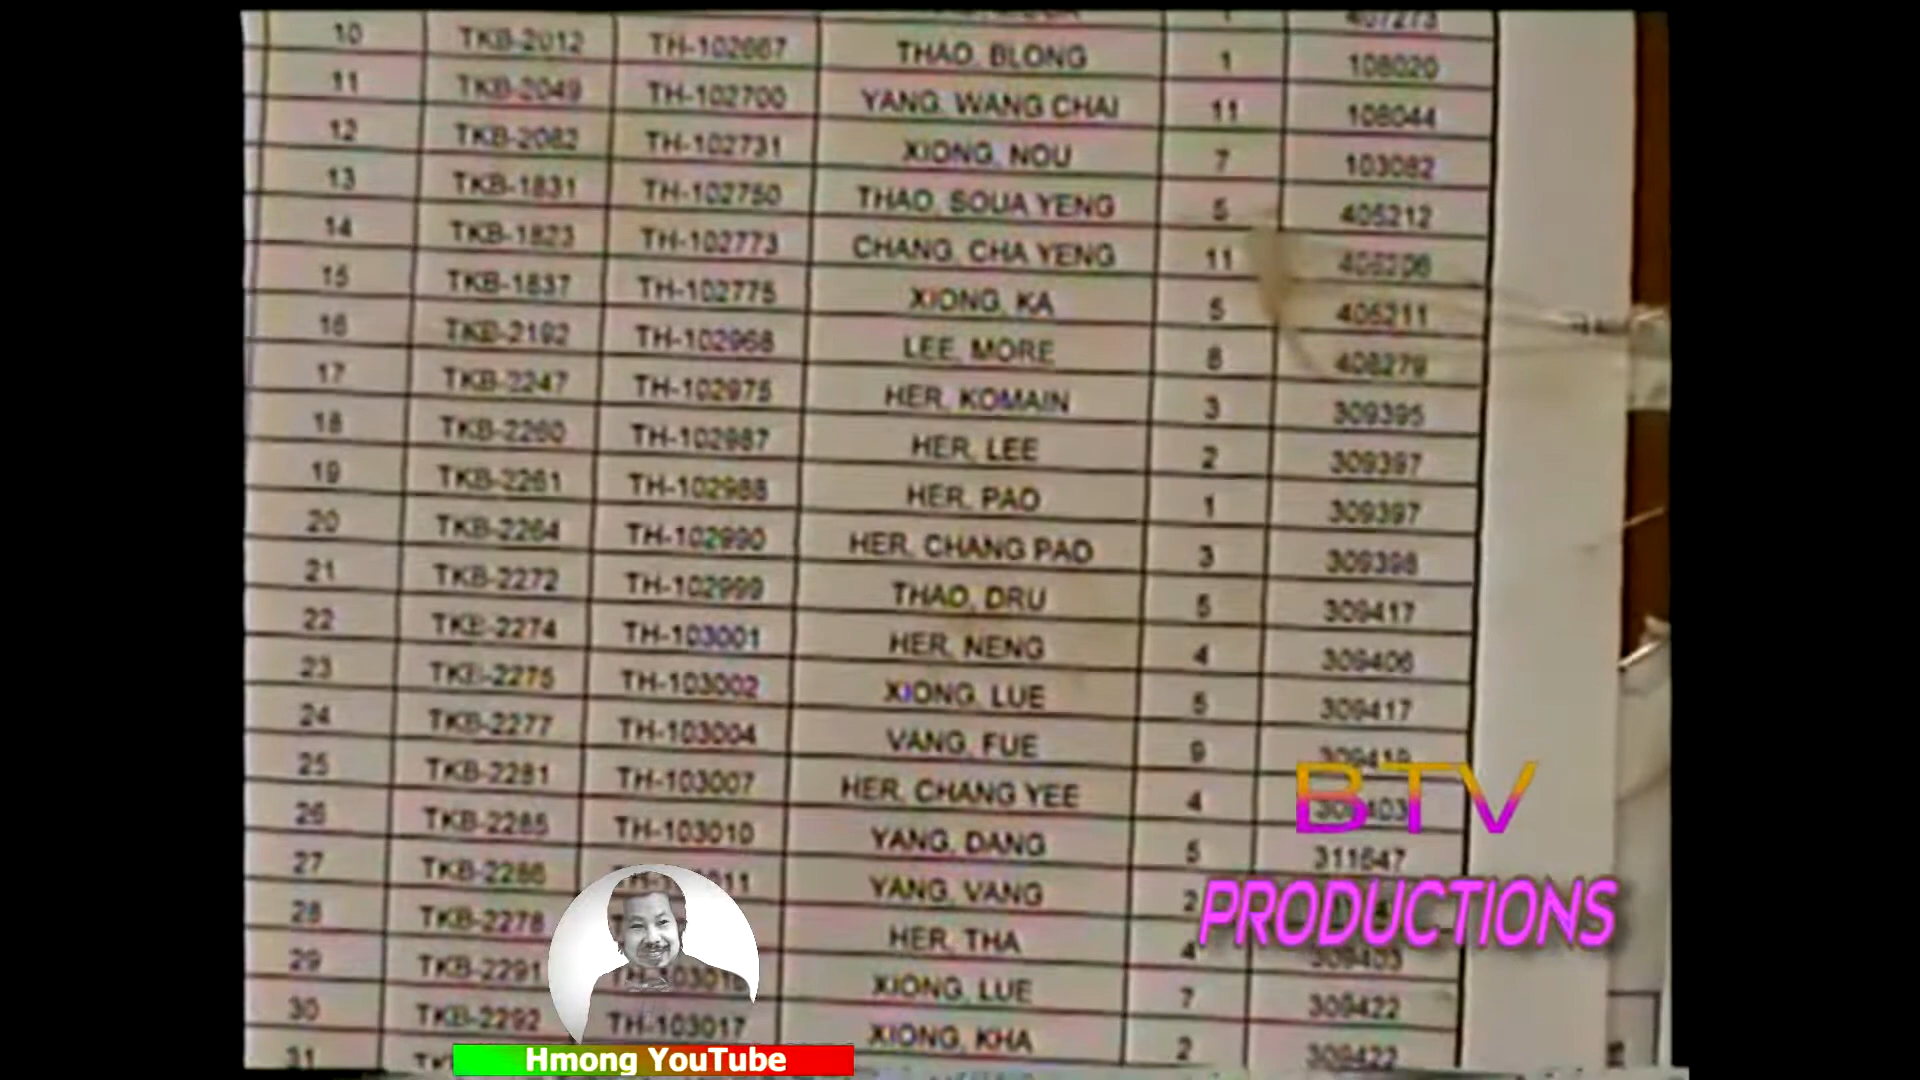 407273
10 TKB-2012 TH-102667 THAO, BLONG 1 108020
11 TKB-2049 TH-102700 YANG, WANG CHAI 11 108044
12 TKB-2082 TH-102731 XIONG, NOU 7 103082
13 TKB-1831 TH-102750 THAO, SOUA YENG 5 405212
14 TKB-1823 TH-102773 CHANG, CHA YENG 11 405206
15 TKB-1837 TH-102775 XIONG, KA 5 405211
16 TKB-2192 TH-102968 LEE, MORE 8 408279
17 TKB-2247 TH-102975 HER, KOMAIN 3 309395
18 TKB-2260 TH-102987 HER, LEE 2 309397
19 TKB-2261 TH-102988 HER, PAO 1 309397
20 TKB-2264 TH-102990 HER, CHANG PAO 3 309398
21 TKB-2272 TH-102999 THAO, DRU 5 309417
22 TKB-2274 TH-103001 HER, NENG 4 309406
23 TKB-2275 TH-103002 XIONG, LUE 5 309417
24 TKB-2277 TH-103004 VANG, FUE 9 309419
25 TKB-2281 TH-103007 HER, CHANG YEE 4
26 TKB-2285 TH-103010 YANG, DANG 5 311647
27 TKB-2286 YANG, VANG 2
28 TKB-2278 HER, THA 4 309403
29 TKB-2291 XIONG, LUE 7 309422
30 TKB-2292 TH-103017 XIONG, KHA 2 309422
31
BTV
PRODUCTIONS
Hmong YouTube